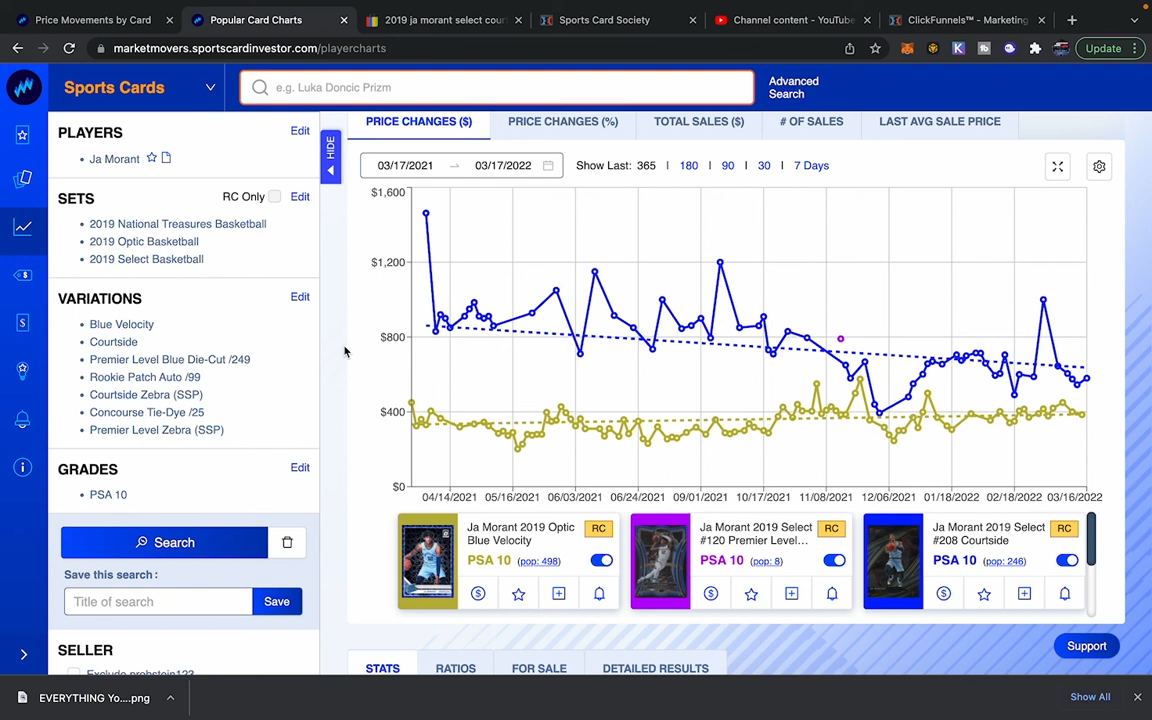 Price Movements by Card
Popular Card Charts
2019 ja morant select cour
Sports Card Society
Channel content - YouTube
ClickFunnels™ - Marketing
marketmovers.sportscardinvestor.com/playercharts
Update
Sports Cards
e.g. Luka Doncic Prizm
Advanced
Search
PLAYERS
Edit
Ja Morant
SETS
RC Only
Edit
2019 National Treasures Basketball
2019 Optic Basketball
2019 Select Basketball
VARIATIONS
Edit
Blue Velocity
Courtside
Premier Level Blue Die-Cut /249
Rookie Patch Auto /99
Courtside Zebra (SSP)
Concourse Tie-Dye /25
Premier Level Zebra (SSP)
GRADES
Edit
PSA 10
Search
Save this search :
Title of search
Save
SELLER
Exclude probstein123
HIDE
PRICE CHANGES ($)
PRICE CHANGES (%)
TOTAL SALES ($)
# OF SALES
LAST AVG SALE PRICE
03/17/2021
03/17/2022
Show Last: 365 | 180 | 90 | 30 | 7 Days
$1,600
$1,200
$800
$400
$0
04/14/2021 05/16/2021 06/03/2021 06/24/2021 09/01/2021 10/17/2021 11/08/2021 12/06/2021 01/18/2022 02/18/2022 03/16/2022
Ja Morant 2019 Optic
Blue Velocity
RC
PSA 10 (pop: 498)
Ja Morant 2019 Select
#120 Premier Level...
RC
PSA 10 (pop: 8)
Ja Morant 2019 Select
#208 Courtside
RC
PSA 10 (pop: 246)
Support
STATS
RATIOS
FOR SALE
DETAILED RESULTS
EVERYTHING Yo....png
Show All